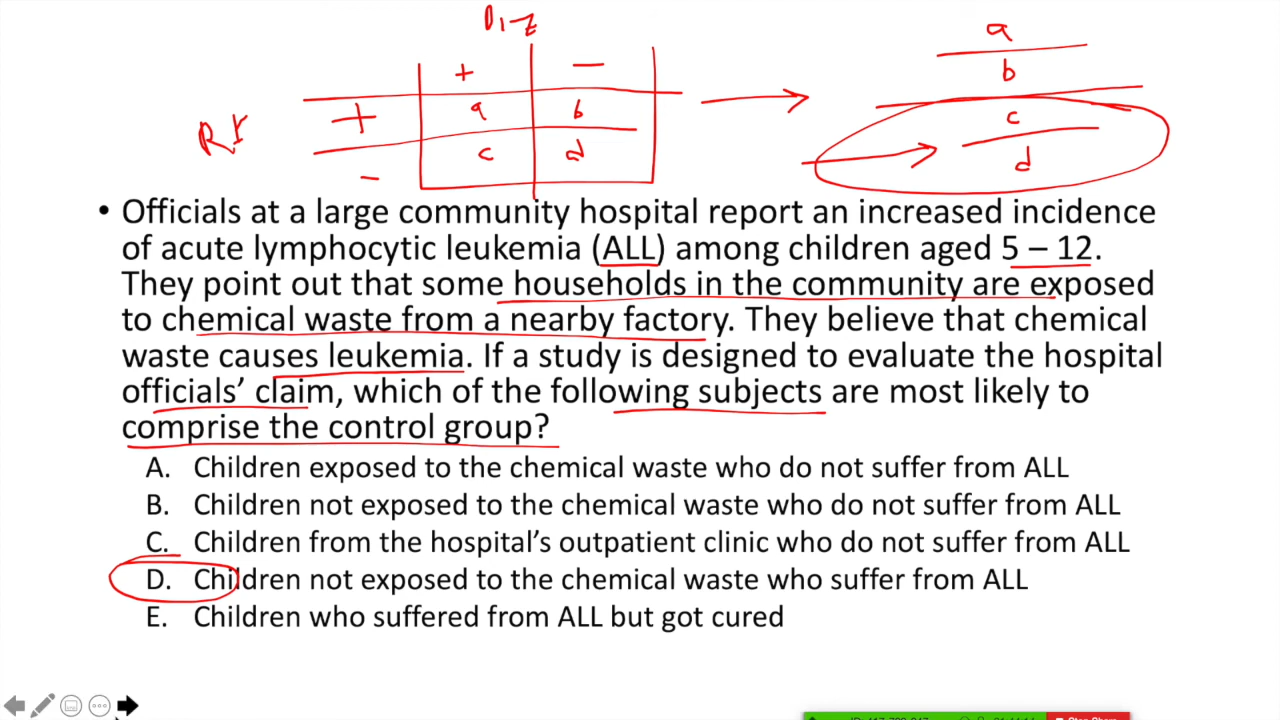 Diz
a
b
+ −
+ a b
c
Rf
c d
d
−
• Officials at a large community hospital report an increased incidence
of acute lymphocytic leukemia (ALL) among children aged 5 – 12.
They point out that some households in the community are exposed
to chemical waste from a nearby factory. They believe that chemical
waste causes leukemia. If a study is designed to evaluate the hospital
officials’ claim, which of the following subjects are most likely to
comprise the control group?
A. Children exposed to the chemical waste who do not suffer from ALL
B. Children not exposed to the chemical waste who do not suffer from ALL
C. Children from the hospital’s outpatient clinic who do not suffer from ALL
D. Children not exposed to the chemical waste who suffer from ALL
E. Children who suffered from ALL but got cured